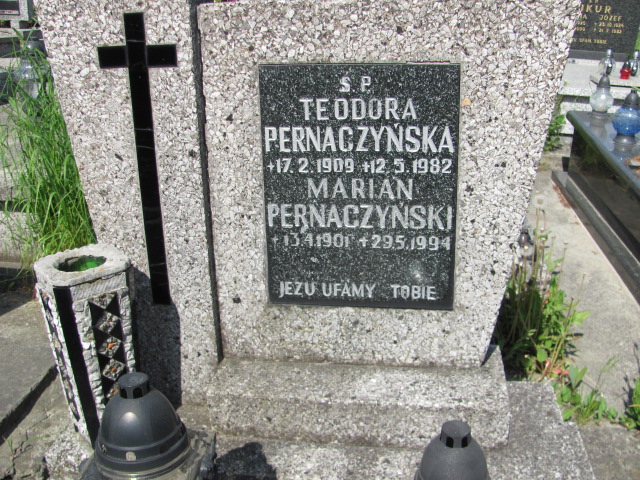 Ś.P.
TEODORA
PERNACZYŃSKA
+17.2.1909 +12.5.1982
MARIAN
PERNACZYŃSKI
+13.4.1901 +29.5.1994
JEZU UFAMY TOBIE
JÓZEF